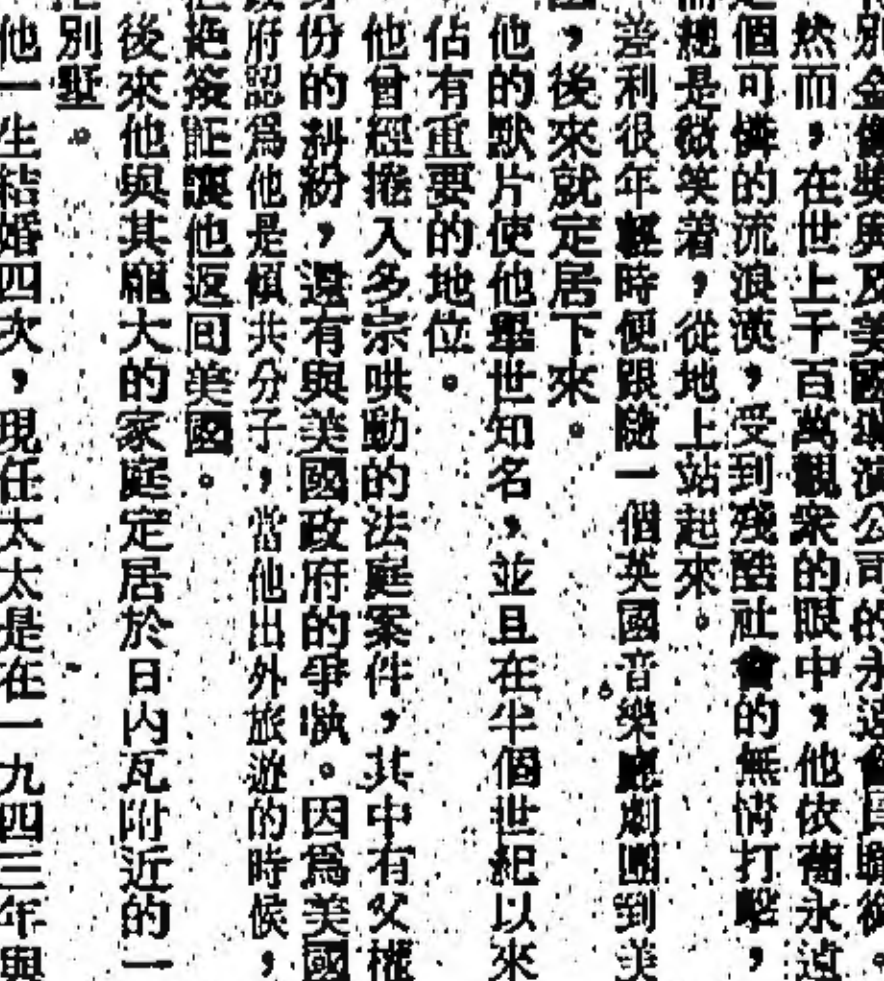 別金像獎與及美國導演公司的永遠會員職銜。
然而，在世上千百萬觀衆的眼中，他依舊永遠
個可憐的流浪漢，受到殘酷社會的無情打擊，
總是微笑着，從地上站起來。
差利很年輕時便跟隨一個英國音樂廳劇團到美
，後來就定居下來。
他的默片使他舉世知名，並且在半個世紀以來
佔有重要的地位。
他曾經捲入多宗哄動的法庭案件，其中有父權
份的糾紛，還有與美國政府的爭執。因爲美國
府認爲他是傾共分子，當他出外旅遊的時候，
絕簽証讓他返回美國。
後來他與其龐大的家庭定居於日內瓦附近的一
別墅。
他一生結婚四次，現任太太是在一九四三年與